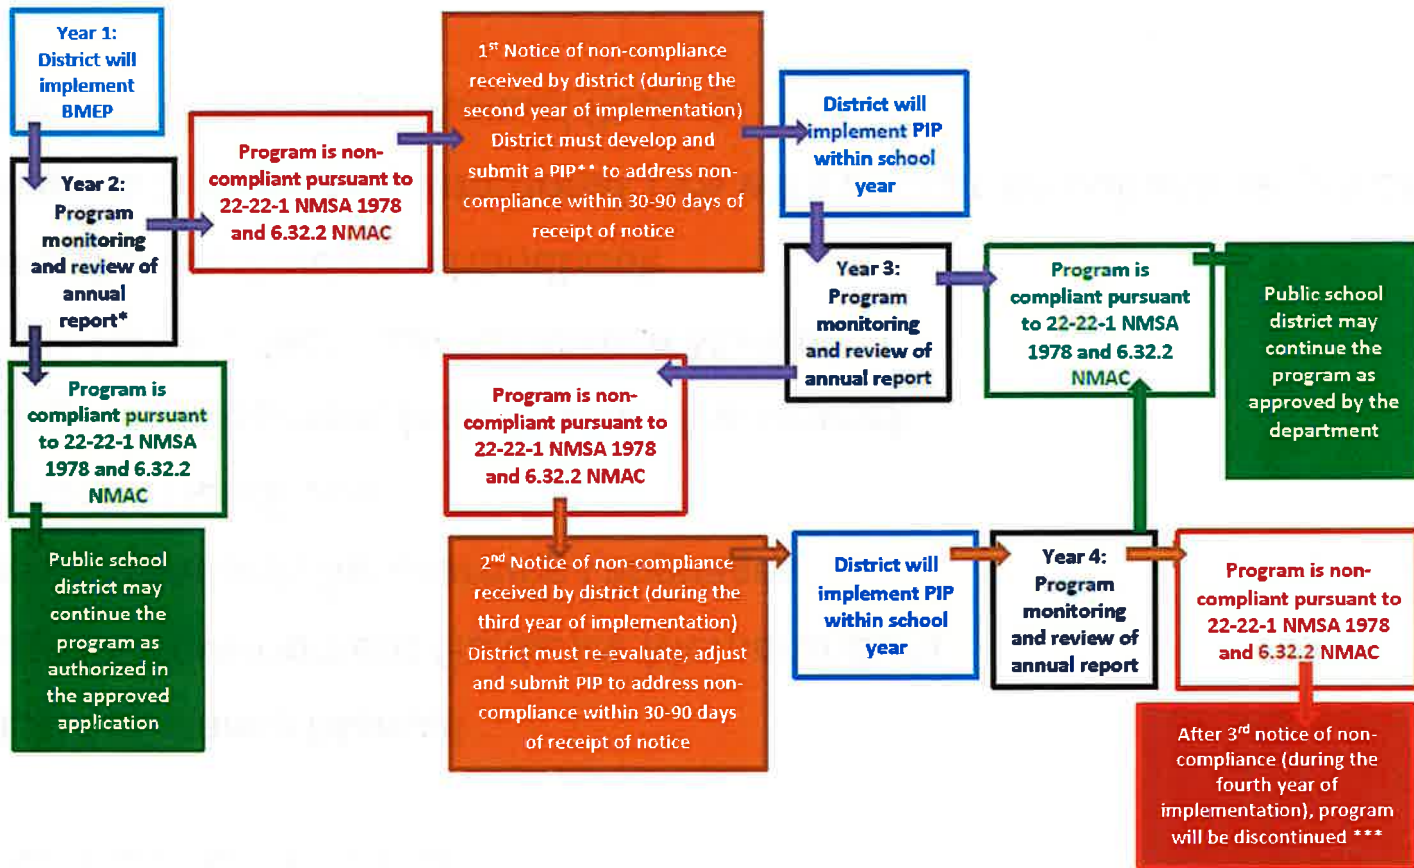 Year 1:
District will
implement
BMEP
Year 2:
Program
monitoring
and review of
annual
report*
Program is
compliant pursuant
to 22-22-1 NMSA
1978 and 6.32.2
NMAC
Public school
district may
continue the
program as
authorized in
the approved
application
Program is non-
compliant pursuant to
22-22-1 NMSA 1978
and 6.32.2 NMAC
1st Notice of non-compliance
received by district (during the
second year of implementation)
District must develop and
submit a PIP** to address non-
compliance within 30-90 days of
receipt of notice
District will
implement PIP
within school
year
Year 3:
Program
monitoring
and review of
annual report
Program is
compliant pursuant
to 22-22-1 NMSA
1978 and 6.32.2
NMAC
Public school
district may
continue the
program as
approved by the
department
Program is non-
compliant pursuant to
22-22-1 NMSA 1978
and 6.32.2 NMAC
2nd Notice of non-compliance
received by district (during the
third year of implementation)
District must re-evaluate, adjust
and submit PIP to address non-
compliance within 30-90 days
of receipt of notice
District will
implement PIP
within school
year
Year 4:
Program
monitoring
and review of
annual report
Program is non-
compliant pursuant to
22-22-1 NMSA 1978
and 6.32.2 NMAC
After 3rd notice of non-
compliance (during the
fourth year of
implementation), program
will be discontinued ***